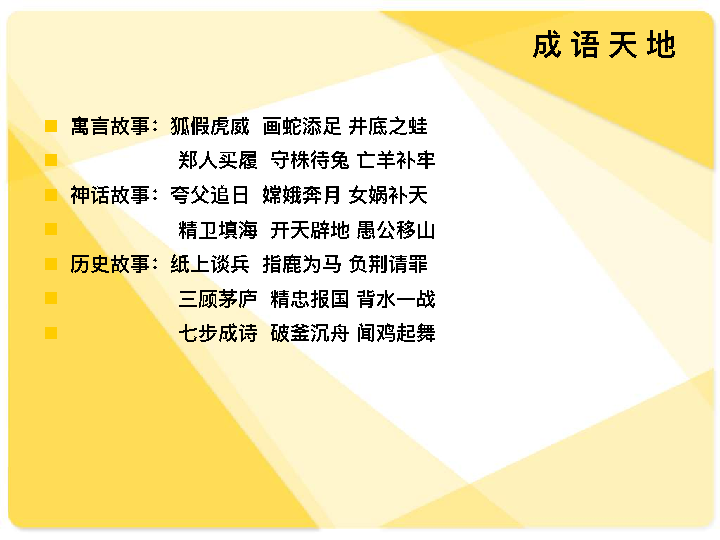 成语天地
寓言故事：狐假虎威 画蛇添足 井底之蛙
郑人买履 守株待兔 亡羊补牢
神话故事：夸父追日 嫦娥奔月 女娲补天
精卫填海 开天辟地 愚公移山
历史故事：纸上谈兵 指鹿为马 负荆请罪
三顾茅庐 精忠报国 背水一战
七步成诗 破釜沉舟 闻鸡起舞